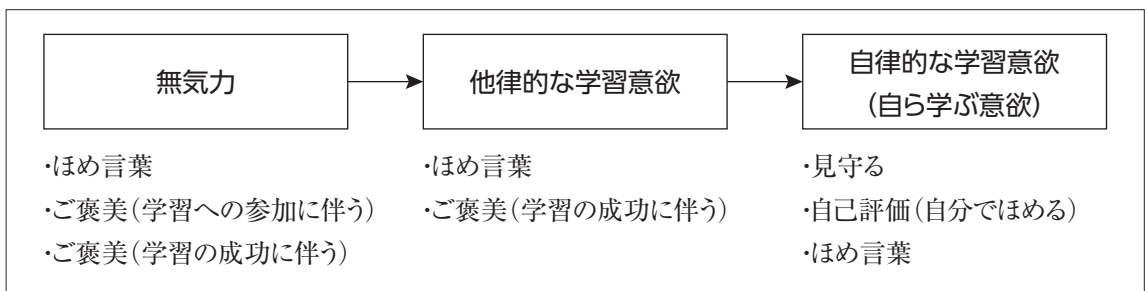 無気力
他律的な学習意欲
自律的な学習意欲
(自ら学ぶ意欲)
・ほめ言葉
・ご褒美(学習への参加に伴う)
・ご褒美(学習の成功に伴う)
・ほめ言葉
・ご褒美(学習の成功に伴う)
・見守る
・自己評価(自分でほめる)
・ほめ言葉